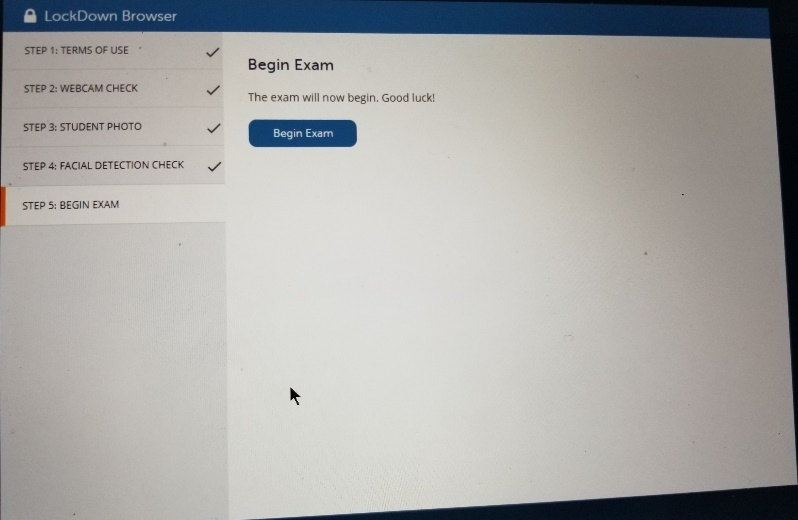 LockDown Browser
STEP 1: TERMS OF USE
STEP 2: WEBCAM CHECK
STEP 3: STUDENT PHOTO
STEP 4: FACIAL DETECTION CHECK
STEP 5: BEGIN EXAM
Begin Exam
The exam will now begin. Good luck!
Begin Exam